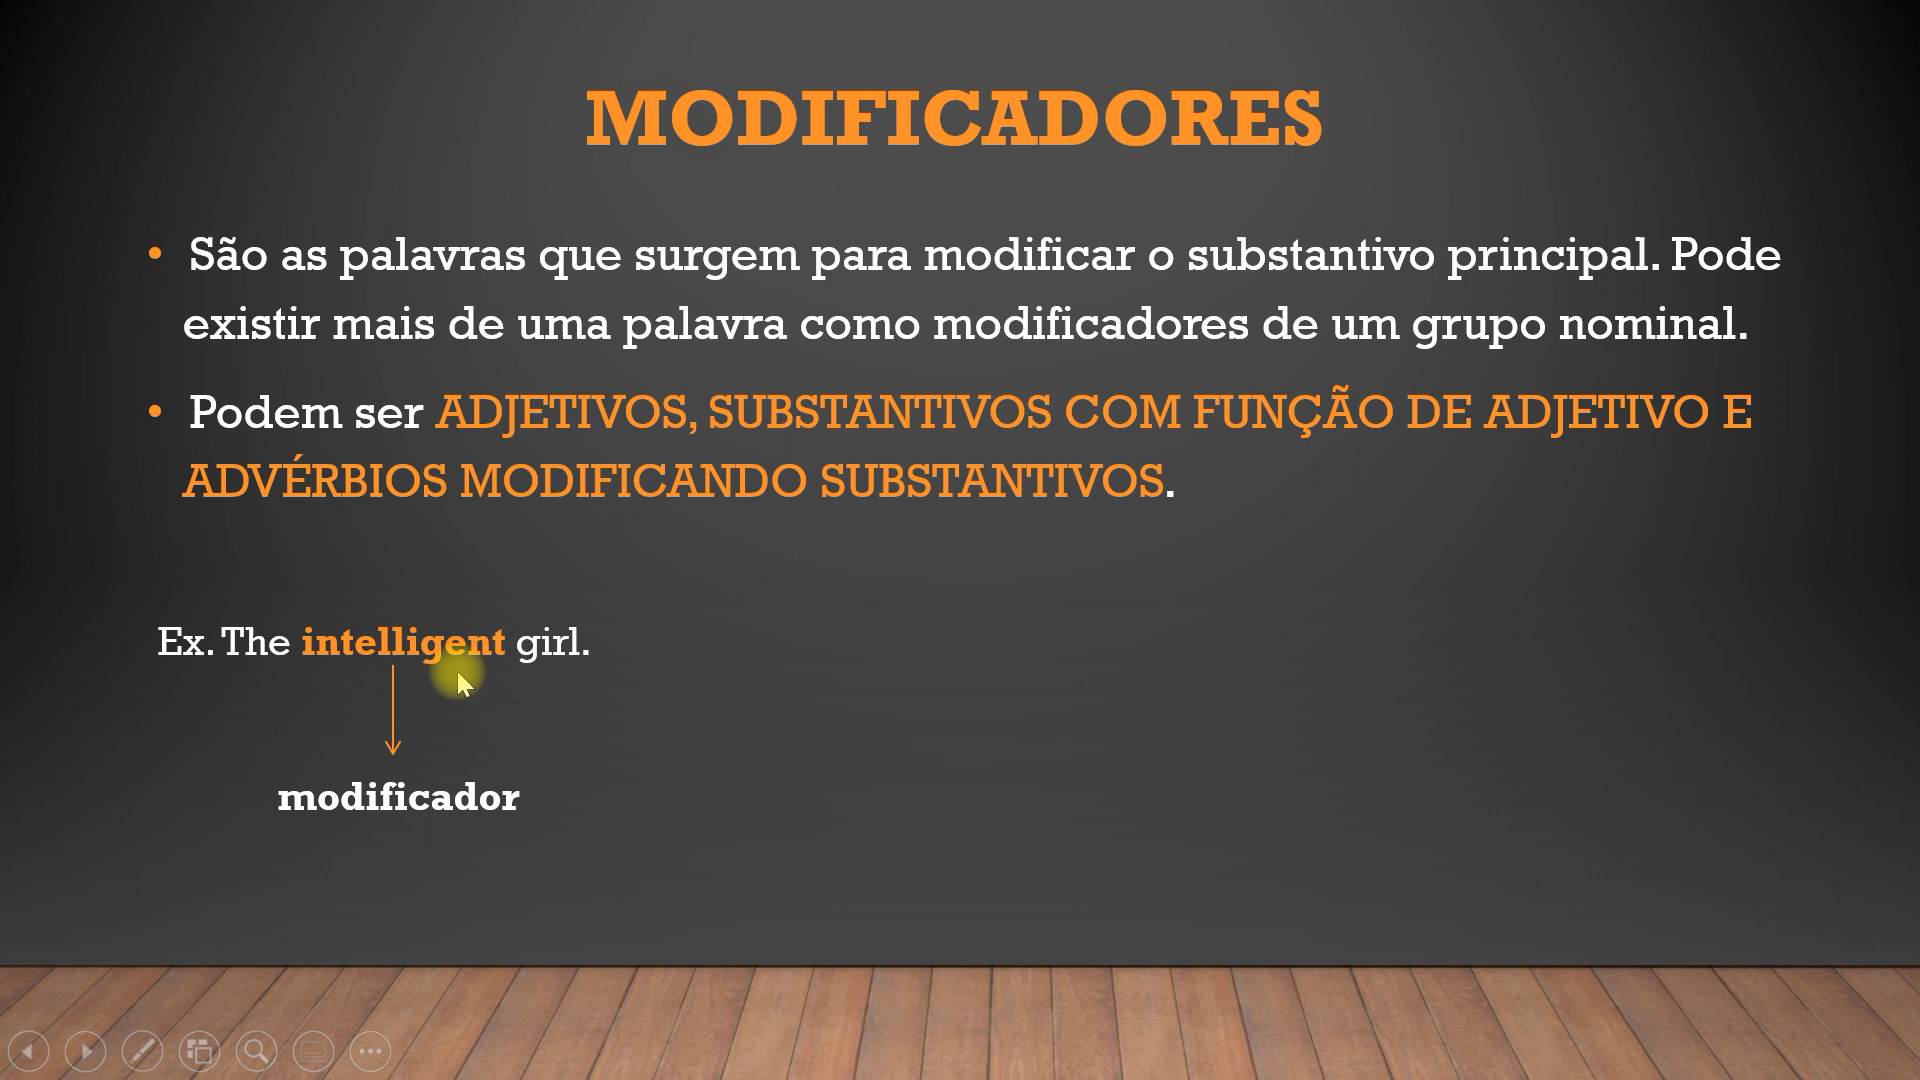 MODIFICADORES
• São as palavras que surgem para modificar o substantivo principal. Pode
existir mais de uma palavra como modificadores de um grupo nominal.
• Podem ser ADJETIVOS, SUBSTANTIVOS COM FUNÇÃO DE ADJETIVO E
ADVÉRBIOS MODIFICANDO SUBSTANTIVOS.
Ex. The intelligent girl.
modificador